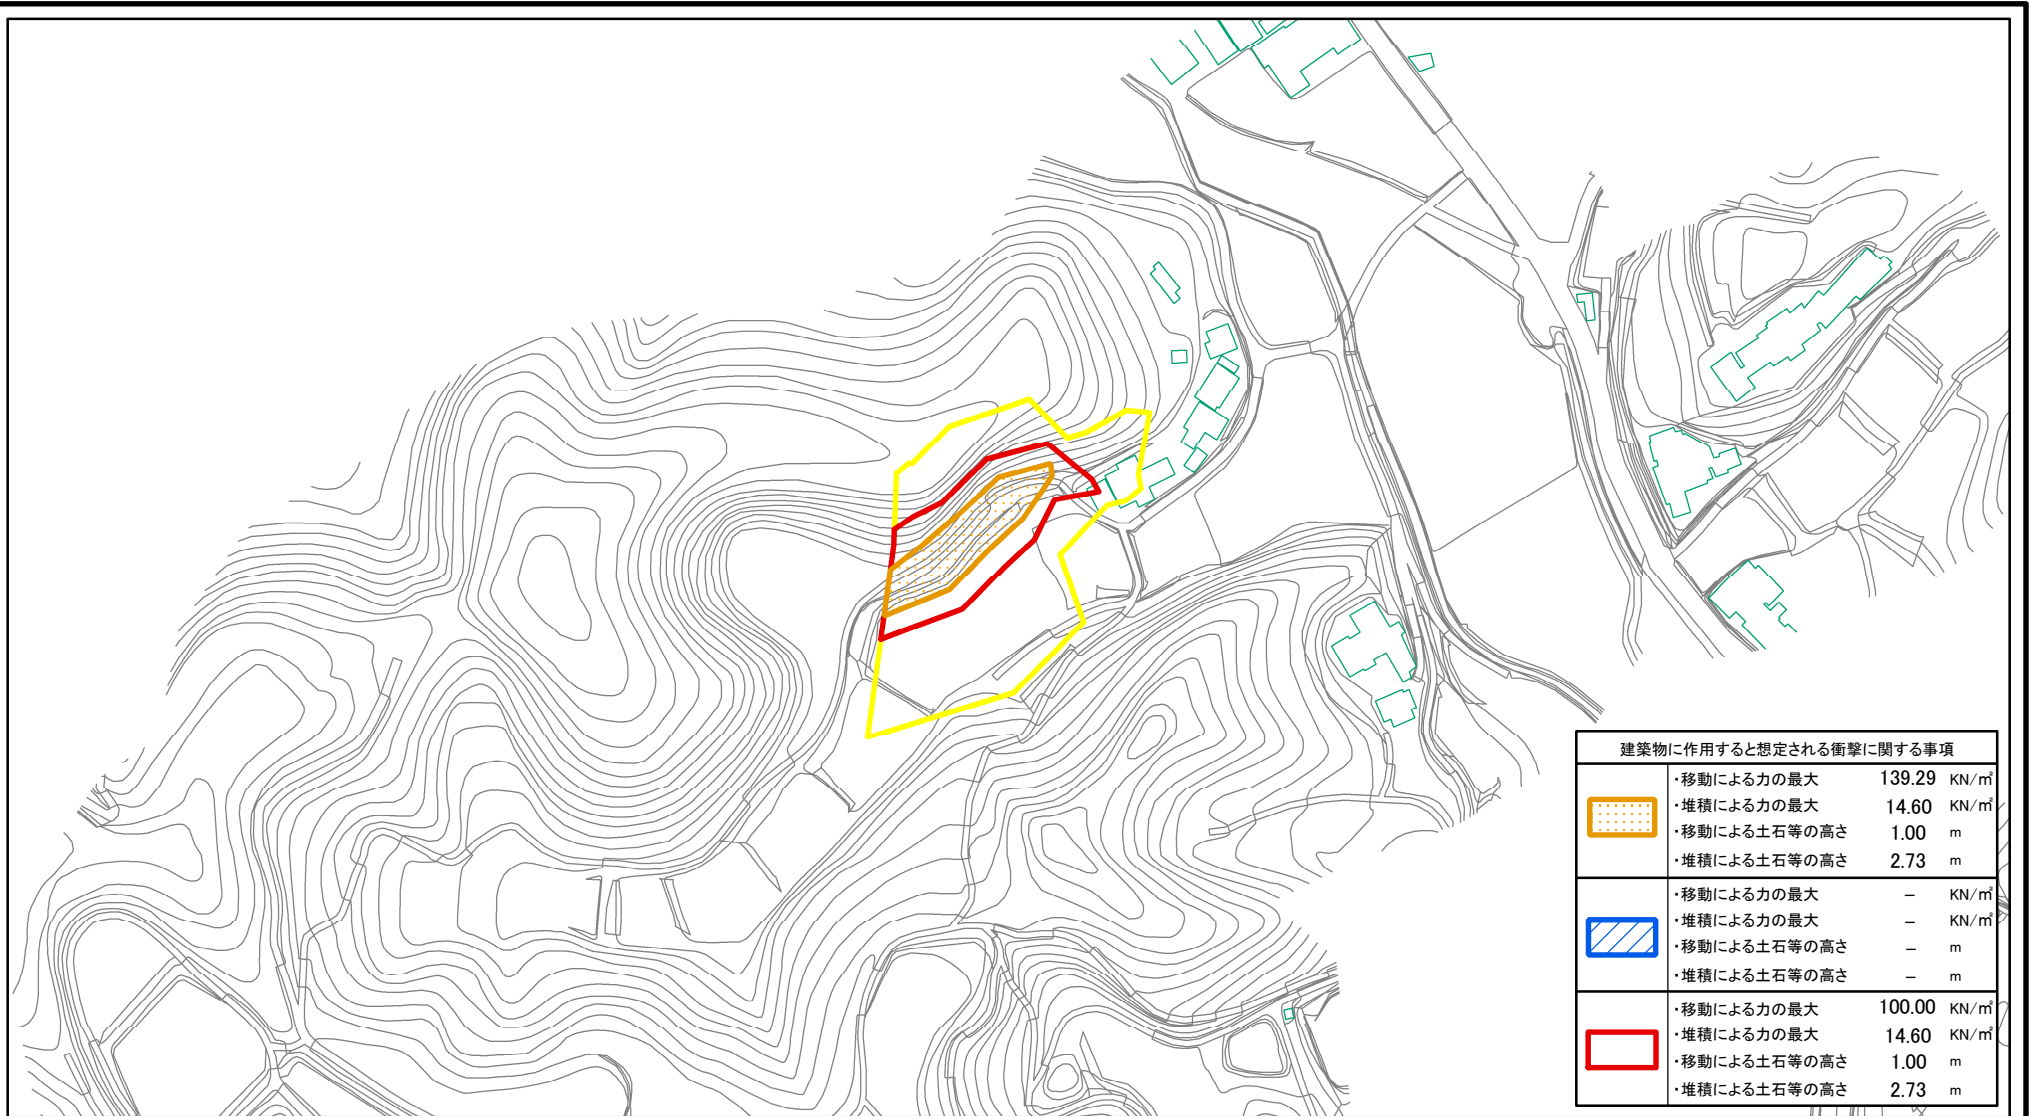 建築物に作用すると想定される衝撃に関する事項
・移動による力の最大 139.29 KN/㎡
・堆積による力の最大 14.60 KN/㎡
・移動による土石等の高さ 1.00 m
・堆積による土石等の高さ 2.73 m
・移動による力の最大 － KN/㎡
・堆積による力の最大 － KN/㎡
・移動による土石等の高さ － m
・堆積による土石等の高さ － m
・移動による力の最大 100.00 KN/㎡
・堆積による力の最大 14.60 KN/㎡
・移動による土石等の高さ 1.00 m
・堆積による土石等の高さ 2.73 m